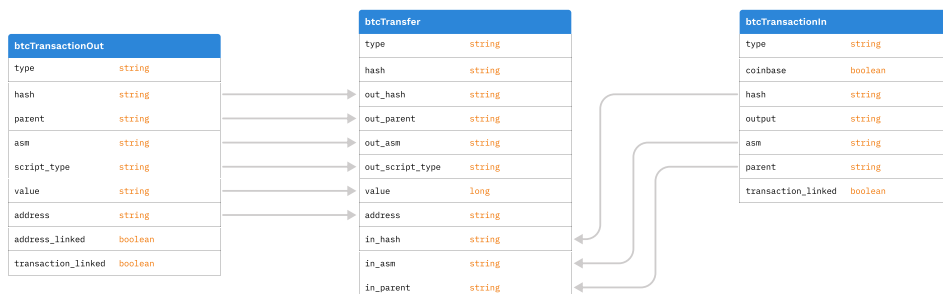 btcTransactionOut
type string
hash string
parent string
asm string
script_type string
value string
address string
address_linked boolean
transaction_linked boolean
btcTransfer
type string
hash string
out_hash string
out_parent string
out_asm string
out_script_type string
value long
address string
in_hash string
in_asm string
in_parent string
btcTransactionIn
type string
coinbase boolean
hash string
output string
asm string
parent string
transaction_linked boolean